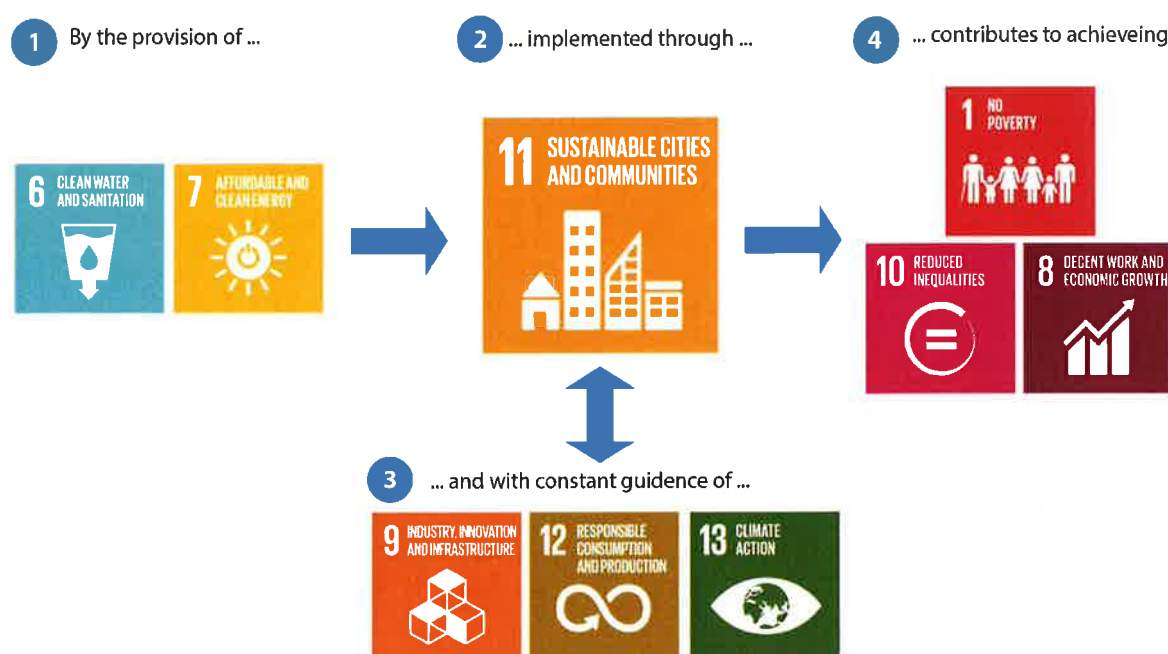 1 By the provision of ...
6 CLEAN WATER
AND SANITATION
7 AFFORDABLE AND
CLEAN ENERGY
2 ... implemented through ...
11 SUSTAINABLE CITIES
AND COMMUNITIES
3 ... and with constant guidence of ...
9 INDUSTRY, INNOVATION
AND INFRASTRUCTURE
12 RESPONSIBLE
CONSUMPTION
AND PRODUCTION
13 CLIMATE
ACTION
4 ... contributes to achieveing
1 NO
POVERTY
10 REDUCED
INEQUALITIES
8 DECENT WORK AND
ECONOMIC GROWTH